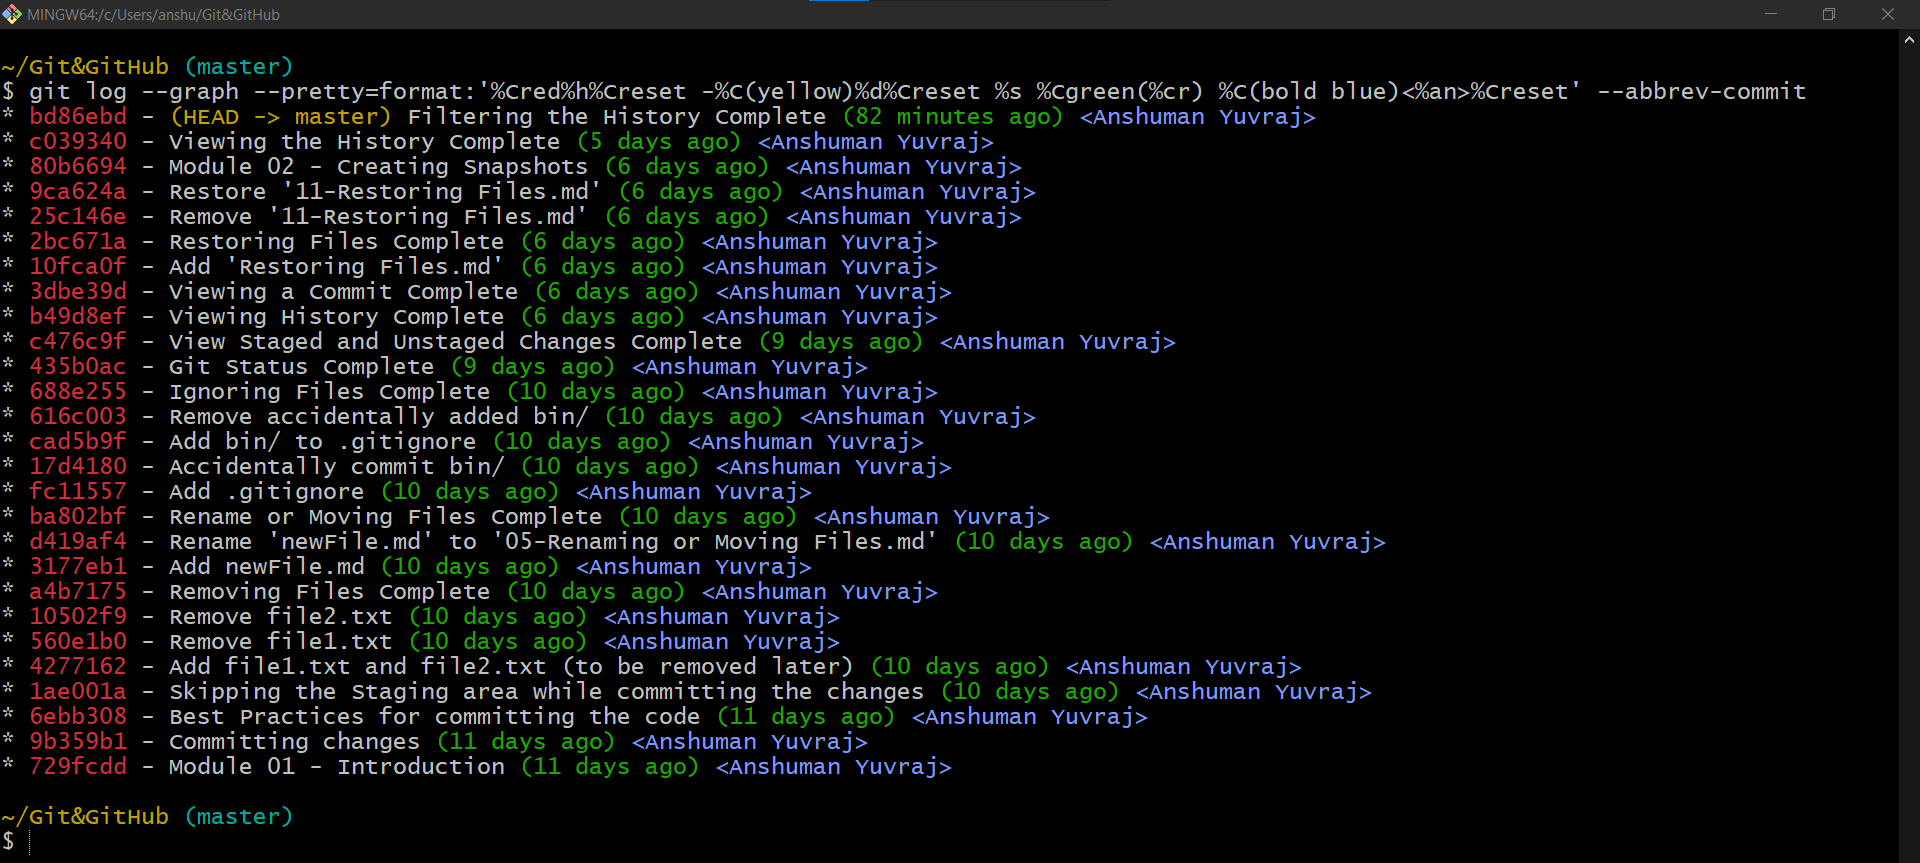 MINGW64:/c/Users/anshu/Git&GitHub
~/Git&GitHub (master)
$ git log --graph --pretty=format:'%Cred%h%Creset -%C(yellow)%d%Creset %s %Cgreen(%cr) %C(bold blue)<%an>%Creset' --abbrev-commit
* bd86ebd - (HEAD -> master) Filtering the History Complete (82 minutes ago) <Anshuman Yuvraj>
* c039340 - Viewing the History Complete (5 days ago) <Anshuman Yuvraj>
* 80b6694 - Module 02 - Creating Snapshots (6 days ago) <Anshuman Yuvraj>
* 9ca624a - Restore '11-Restoring Files.md' (6 days ago) <Anshuman Yuvraj>
* 25c146e - Remove '11-Restoring Files.md' (6 days ago) <Anshuman Yuvraj>
* 2bc671a - Restoring Files Complete (6 days ago) <Anshuman Yuvraj>
* 10fca0f - Add 'Restoring Files.md' (6 days ago) <Anshuman Yuvraj>
* 3dbe39d - Viewing a Commit Complete (6 days ago) <Anshuman Yuvraj>
* b49d8ef - Viewing History Complete (6 days ago) <Anshuman Yuvraj>
* c476c9f - View Staged and Unstaged Changes Complete (9 days ago) <Anshuman Yuvraj>
* 435b0ac - Git Status Complete (9 days ago) <Anshuman Yuvraj>
* 688e255 - Ignoring Files Complete (10 days ago) <Anshuman Yuvraj>
* 616c003 - Remove accidentally added bin/ (10 days ago) <Anshuman Yuvraj>
* cad5b9f - Add bin/ to .gitignore (10 days ago) <Anshuman Yuvraj>
* 17d4180 - Accidentally commit bin/ (10 days ago) <Anshuman Yuvraj>
* fc11557 - Add .gitignore (10 days ago) <Anshuman Yuvraj>
* ba802bf - Rename or Moving Files Complete (10 days ago) <Anshuman Yuvraj>
* d419af4 - Rename 'newFile.md' to '05-Renaming or Moving Files.md' (10 days ago) <Anshuman Yuvraj>
* 3177eb1 - Add newFile.md (10 days ago) <Anshuman Yuvraj>
* a4b7175 - Removing Files Complete (10 days ago) <Anshuman Yuvraj>
* 10502f9 - Remove file2.txt (10 days ago) <Anshuman Yuvraj>
* 560e1b0 - Remove file1.txt (10 days ago) <Anshuman Yuvraj>
* 4277162 - Add file1.txt and file2.txt (to be removed later) (10 days ago) <Anshuman Yuvraj>
* 1ae001a - Skipping the Staging area while committing the changes (10 days ago) <Anshuman Yuvraj>
* 6ebb308 - Best Practices for committing the code (11 days ago) <Anshuman Yuvraj>
* 9b359b1 - Committing changes (11 days ago) <Anshuman Yuvraj>
* 729fcdd - Module 01 - Introduction (11 days ago) <Anshuman Yuvraj>
~/Git&GitHub (master)
$